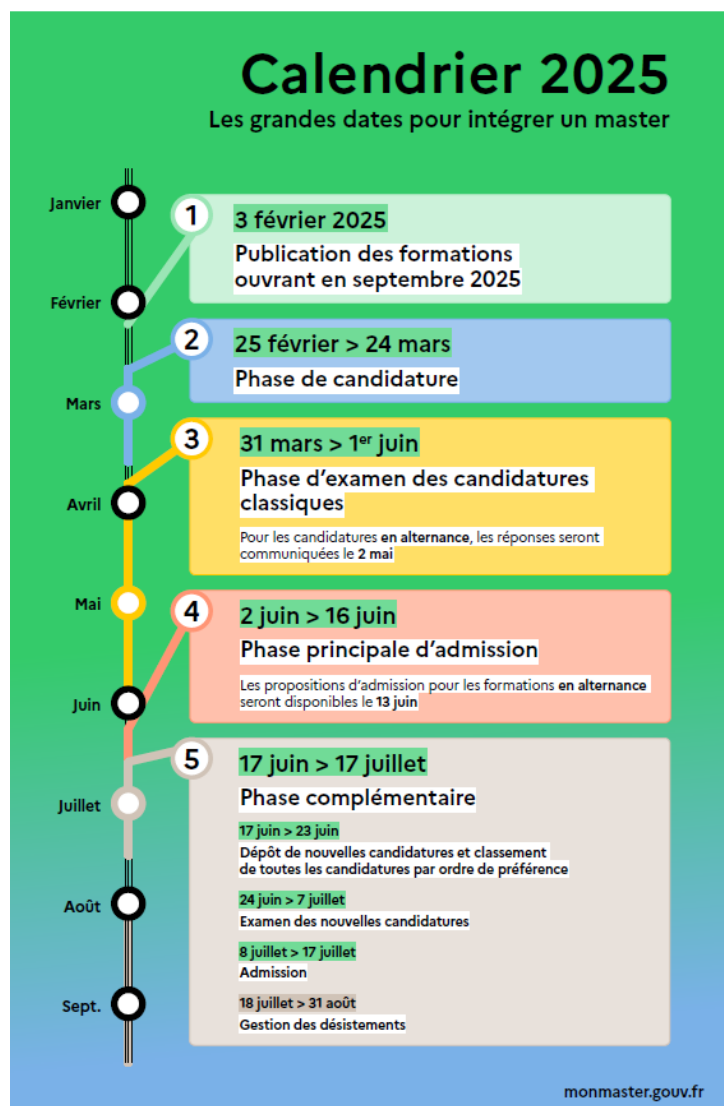 Calendrier 2025
Les grandes dates pour intégrer un master
Janvier
Février
Mars
Avril
Mai
Juin
Juillet
Août
Sept.
1
3 février 2025
Publication des formations
ouvrant en septembre 2025
2
25 février > 24 mars
Phase de candidature
3
31 mars > 1er juin
Phase d'examen des candidatures
classiques
Pour les candidatures en alternance, les réponses seront
communiquées le 2 mai
4
2 juin > 16 juin
Phase principale d'admission
Les propositions d'admission pour les formations en alternance
seront disponibles le 13 juin
5
17 juin > 17 juillet
Phase complémentaire
17 juin > 23 juin
Dépôt de nouvelles candidatures et classement
de toutes les candidatures par ordre de préférence
24 juin > 7 juillet
Examen des nouvelles candidatures
8 juillet > 17 juillet
Admission
18 juillet > 31 août
Gestion des désistements
monmaster.gouv.fr